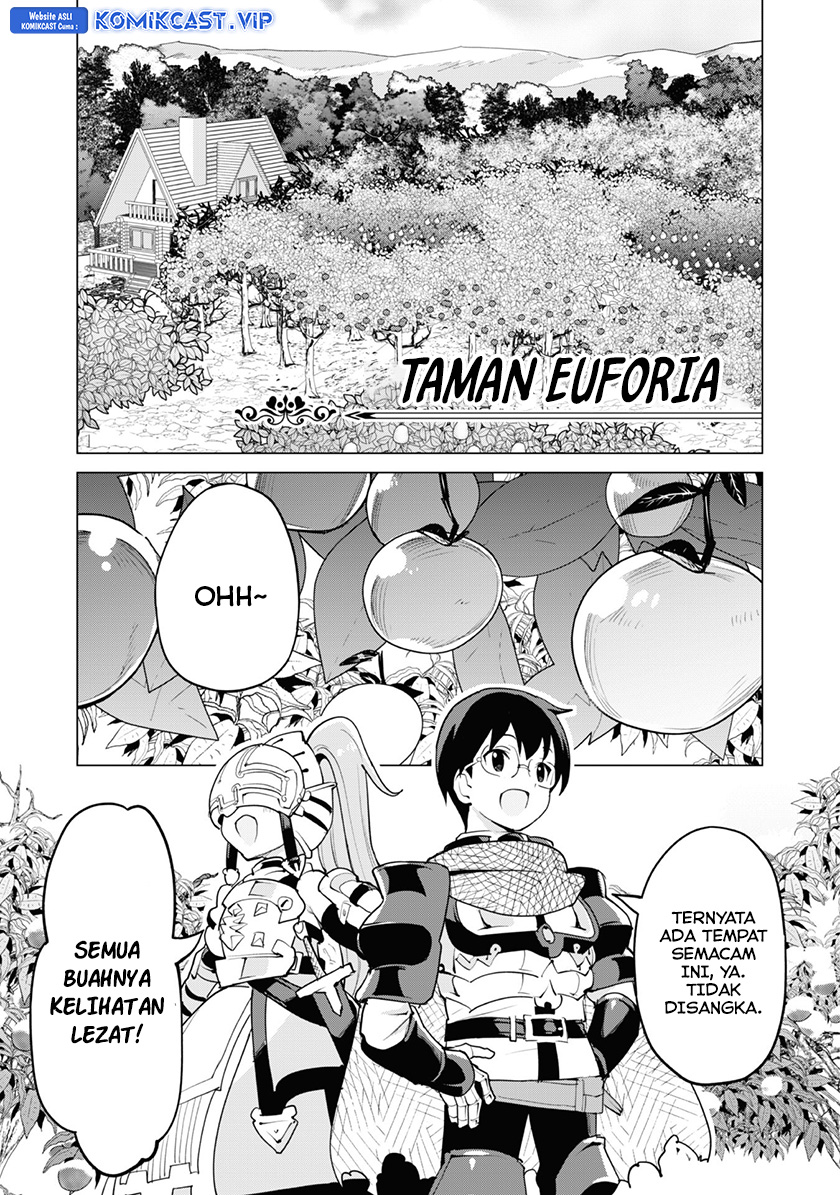 Website ASLI
KOMIKCAST Cuma :
KOMIKCAST.VIP
TAMAN EUFORIA
OHH~
TERNYATA
ADA TEMPAT
SEMACAM
INI, YA.
TIDAK
DISANGKA.
SEMUA
BUAHNYA
KELIHATAN
LEZAT!